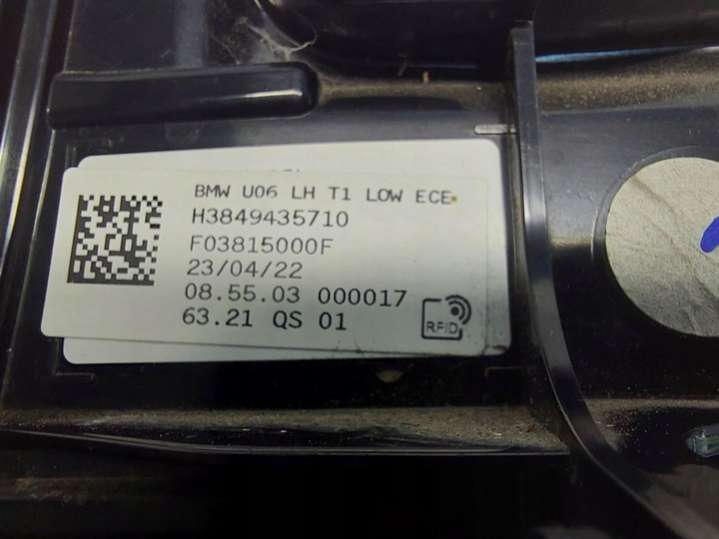 BMW U06 LH T1 LOW ECE
H3849435710
F03815000F
23/04/22
08.55.03 000017
63.21 QS 01
RFID